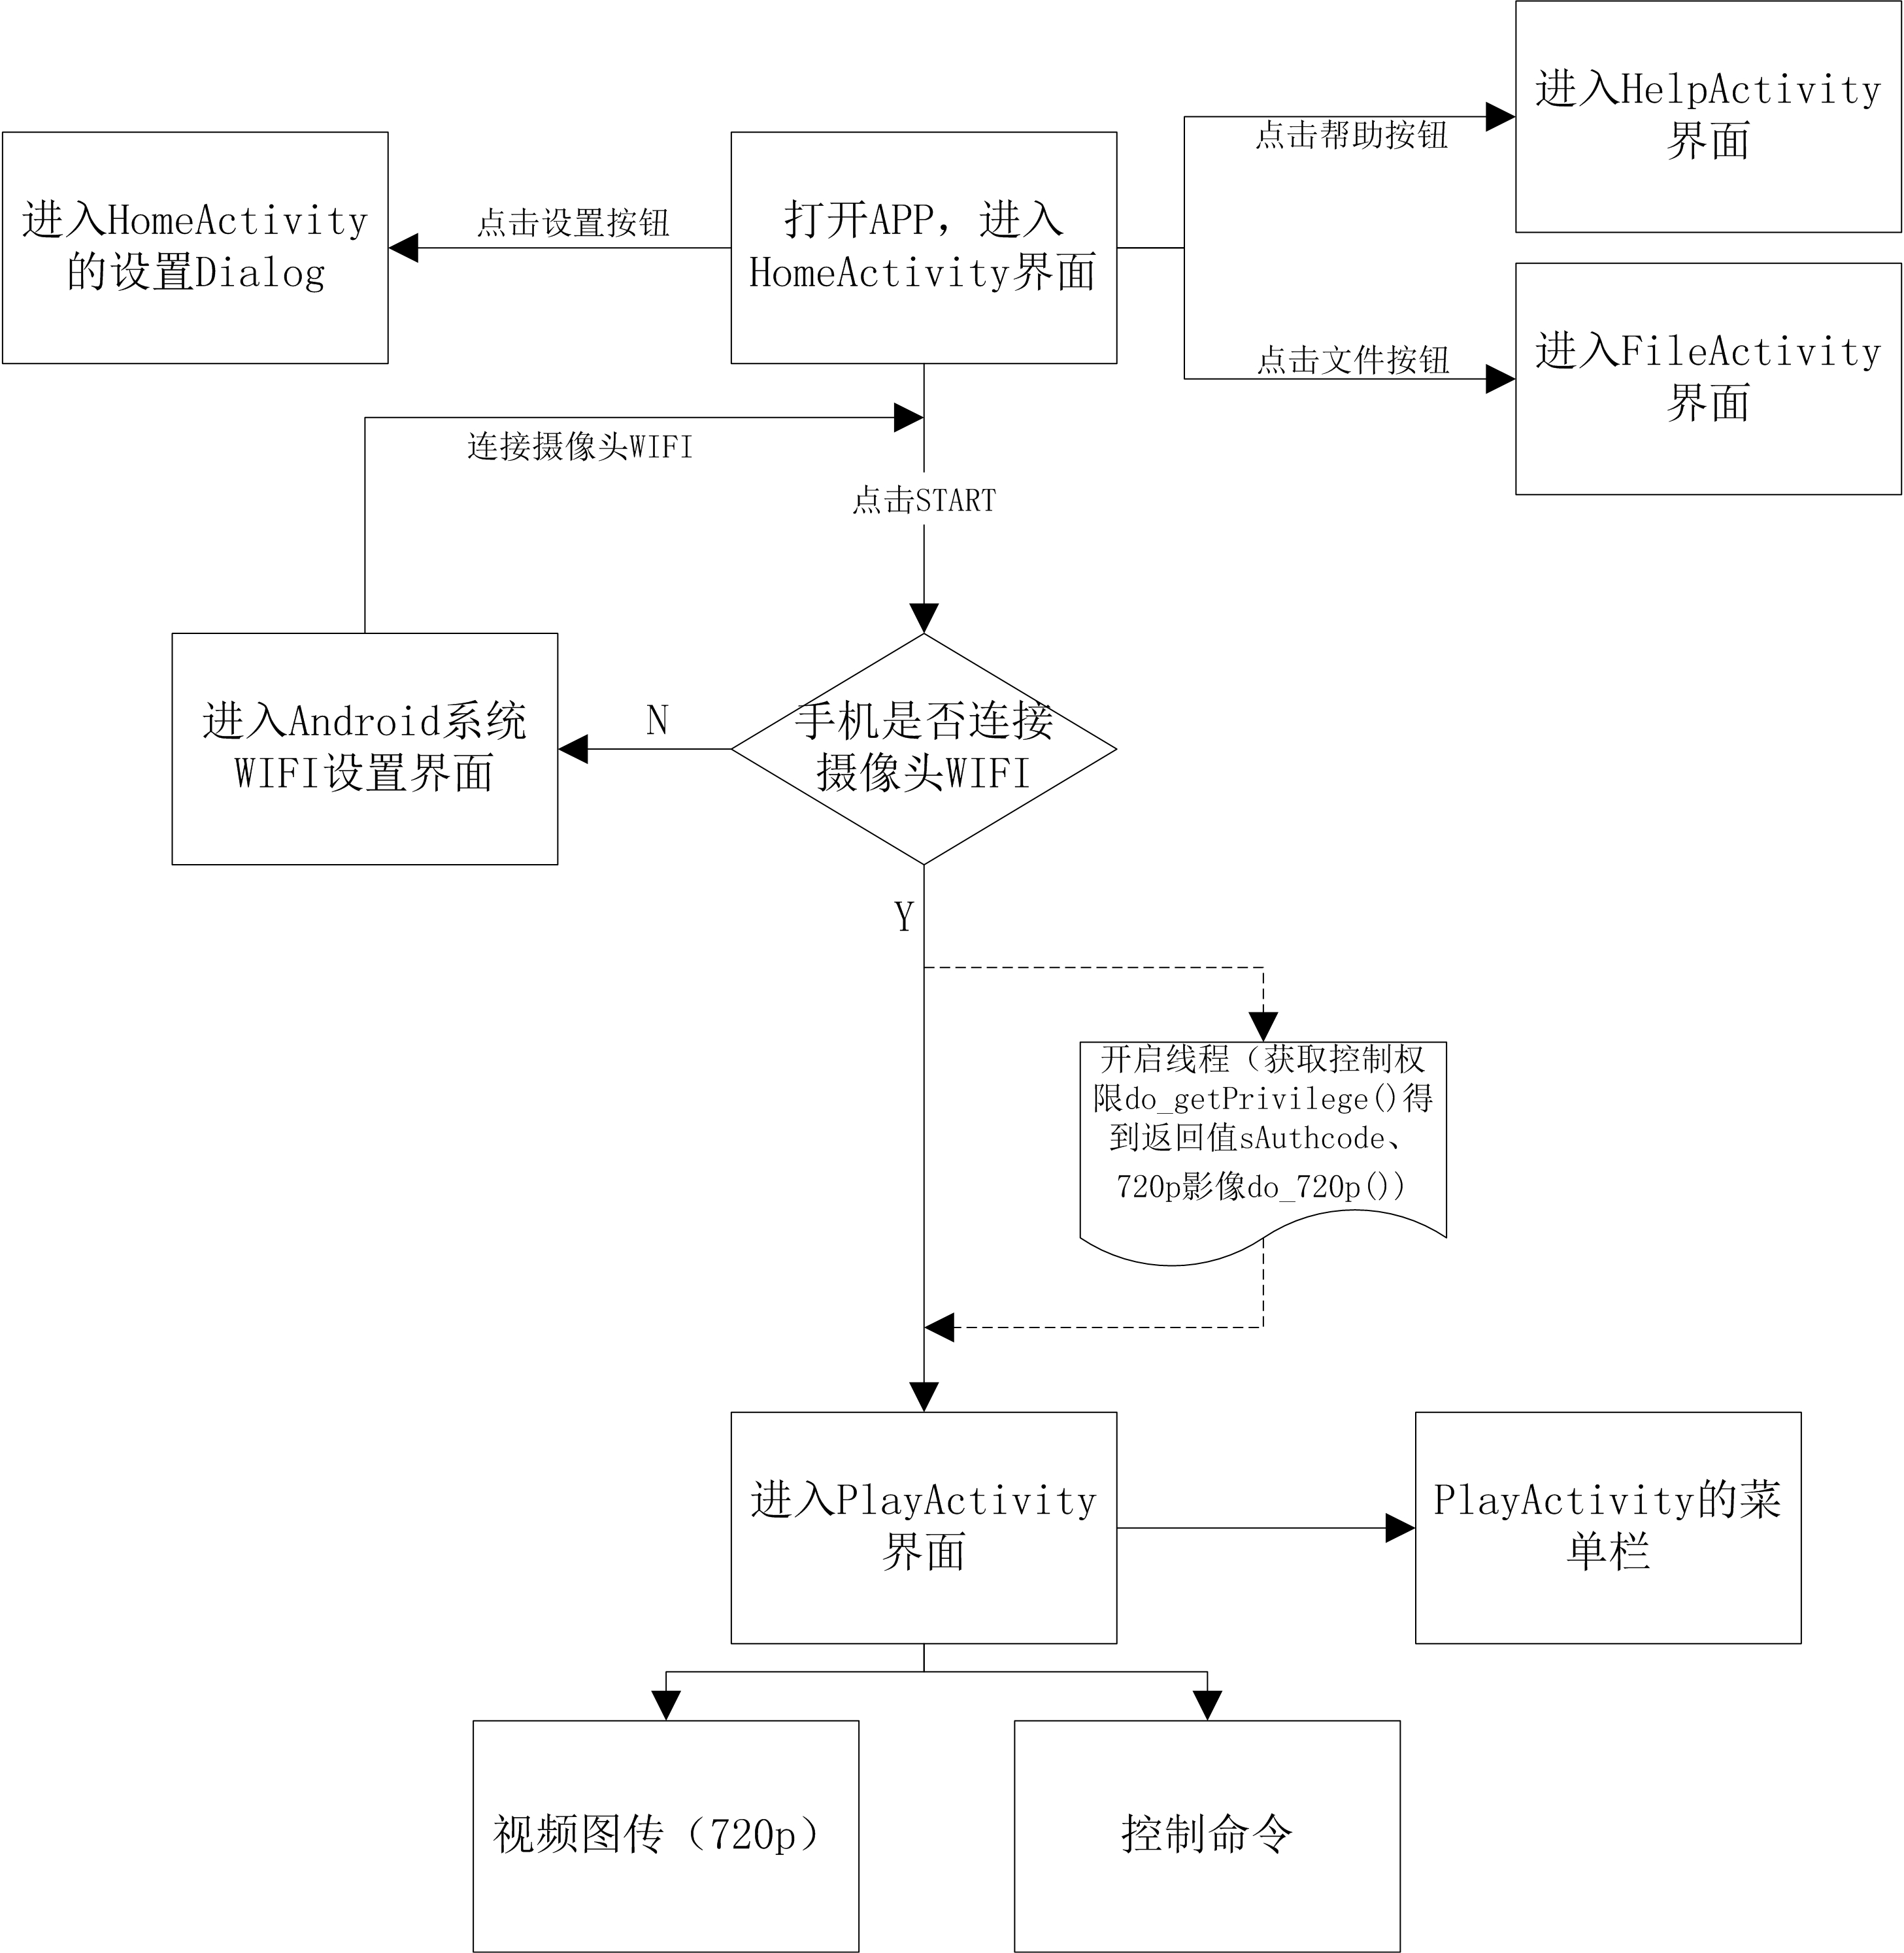 进入HelpActivity
界面
点击帮助按钮
进入HomeActivity
的设置Dialog
点击设置按钮
打开APP，进入
HomeActivity界面
点击文件按钮
进入FileActivity
界面
连接摄像头WIFI
点击START
进入Android系统
WIFI设置界面
N
手机是否连接
摄像头WIFI
Y
开启线程（获取控制权
限do_getPrivilege()得
到返回值sAuthcode、
720p影像do_720p())
进入PlayActivity
界面
PlayActivity的菜
单栏
视频图传（720p）
控制命令